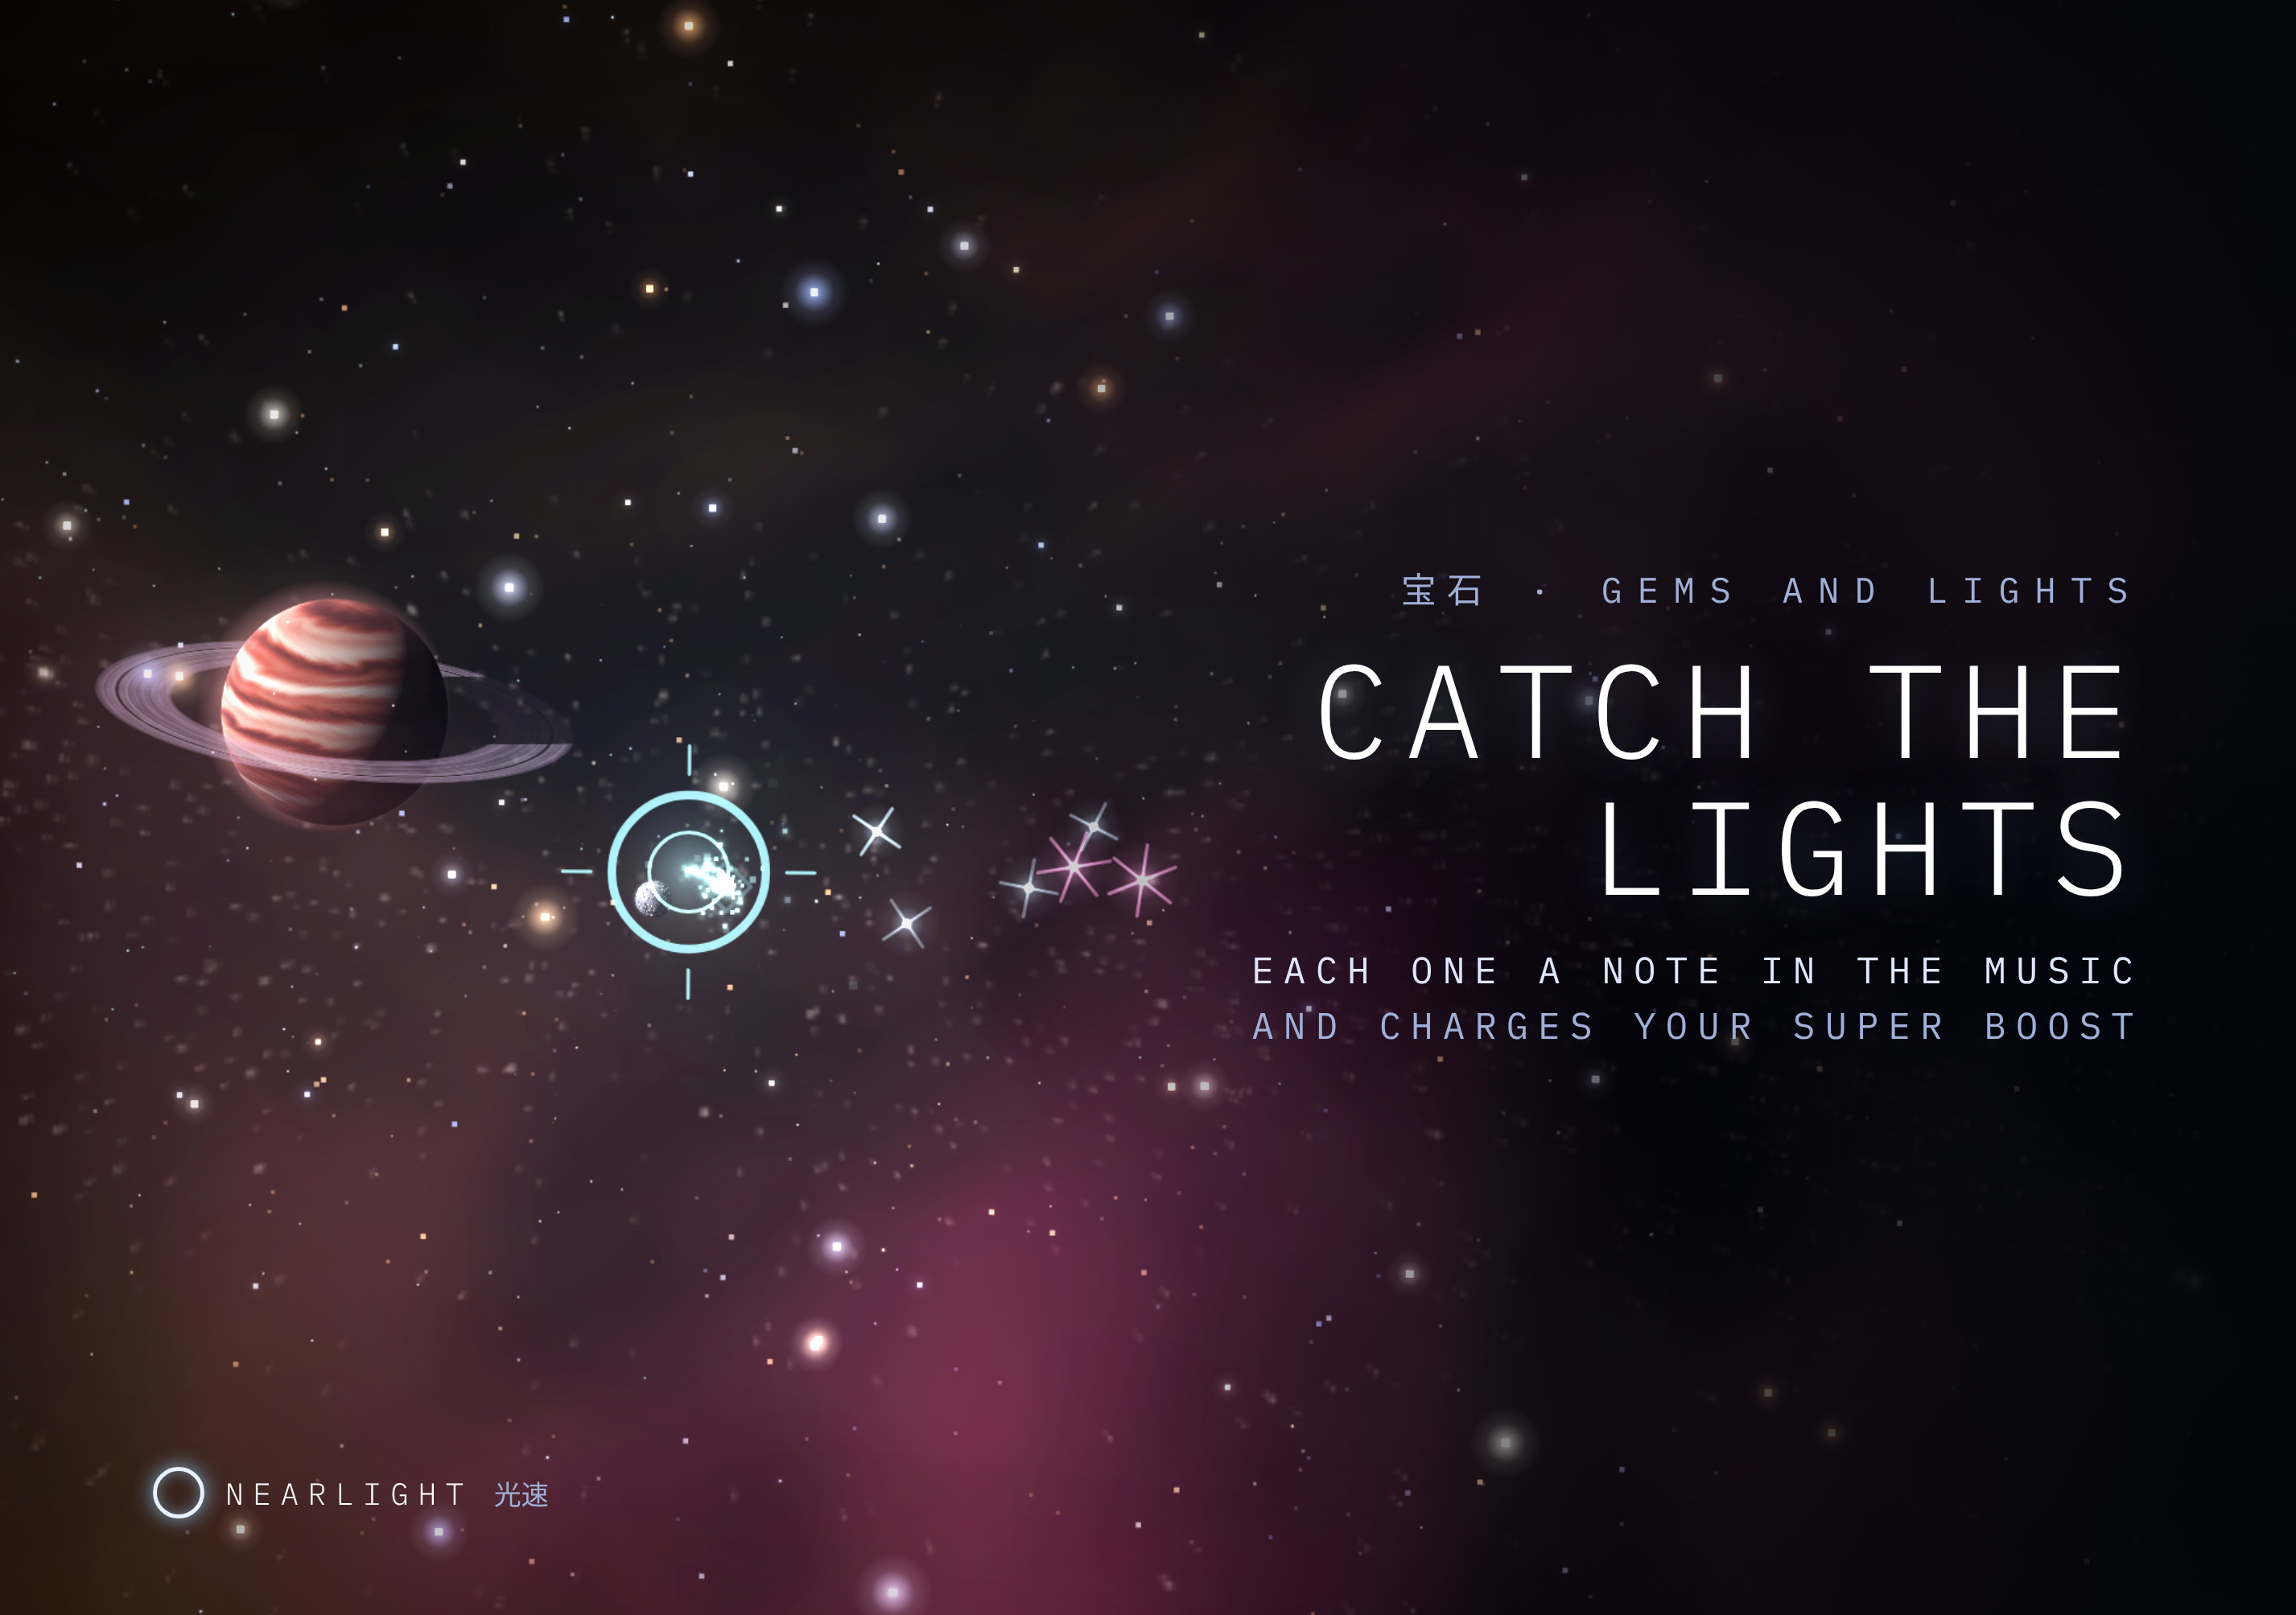 宝石 · GEMS AND LIGHTS
CATCH THE
LIGHTS
EACH ONE A NOTE IN THE MUSIC
AND CHARGES YOUR SUPER BOOST
NEARLIGHT 光速